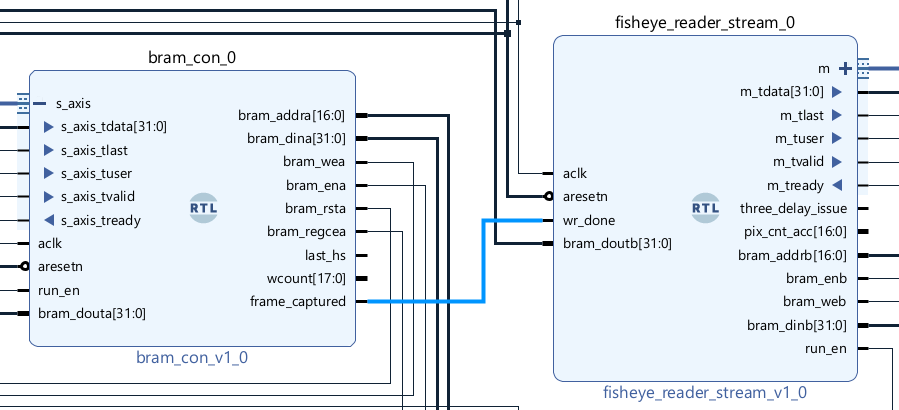 fisheye_reader_stream_0
bram_con_0
s_axis
s_axis_tdata[31:0]
s_axis_tlast
s_axis_tuser
s_axis_tvalid
s_axis_tready
aclk
aresetn
run_en
bram_douta[31:0]
RTL
bram_addra[16:0]
bram_dina[31:0]
bram_wea
bram_ena
bram_rsta
bram_regcea
last_hs
wcount[17:0]
frame_captured
bram_con_v1_0
aclk
aresetn
wr_done
bram_doutb[31:0]
RTL
m
m_tdata[31:0]
m_tlast
m_tuser
m_tvalid
m_tready
three_delay_issue
pix_cnt_acc[16:0]
bram_addrb[16:0]
bram_enb
bram_web
bram_dinb[31:0]
run_en
fisheye_reader_stream_v1_0